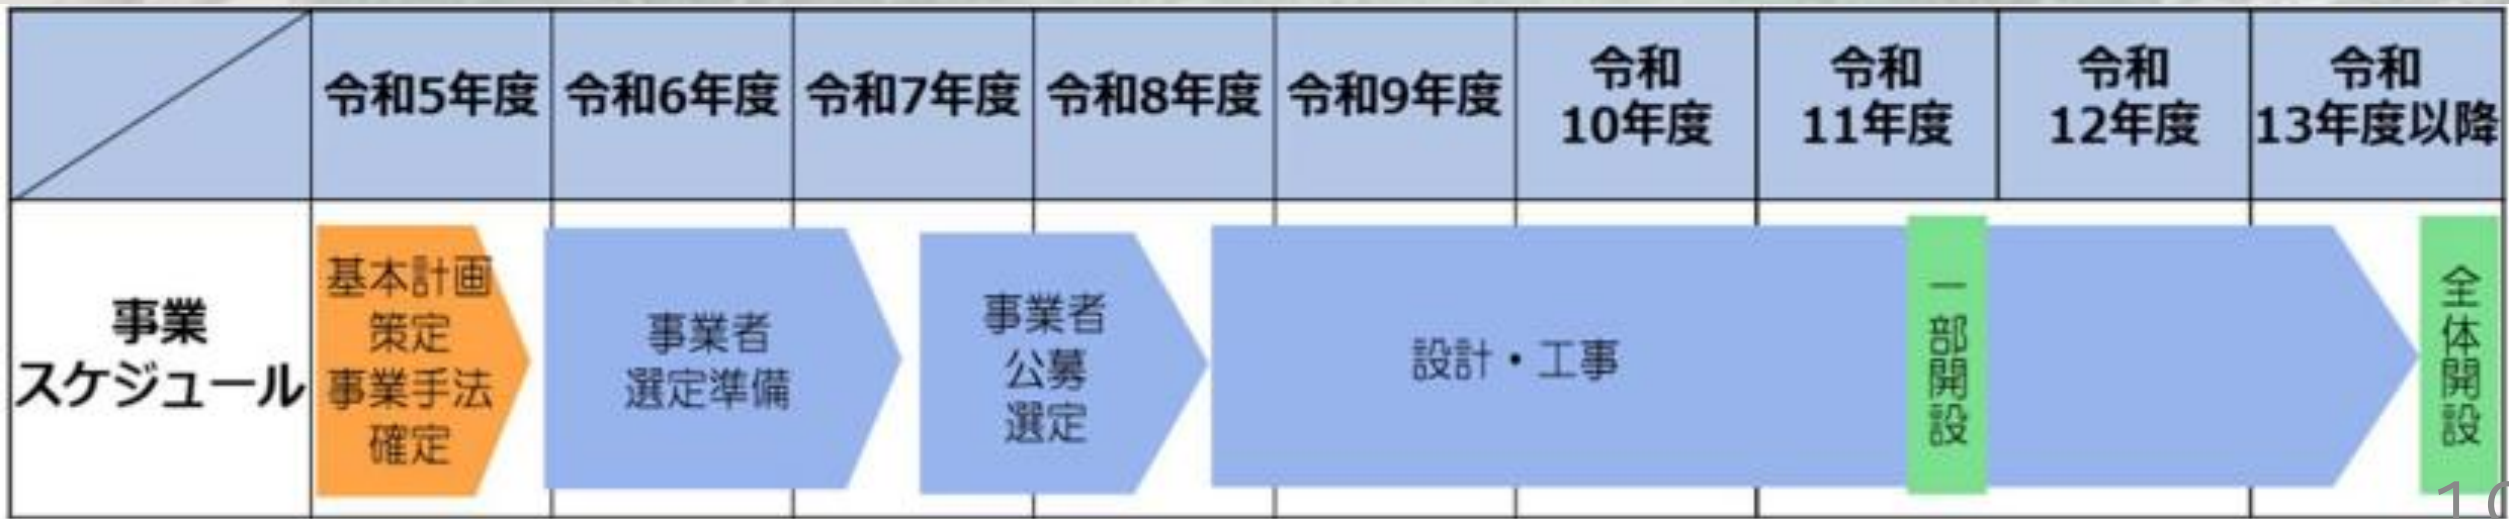 令和5年度
令和6年度
令和7年度
令和8年度
令和9年度
令和
10年度
令和
11年度
令和
12年度
令和
13年度以降
事業
スケジュール
基本計画
策定
事業手法
確定
事業者
選定準備
事業者
公募
選定
設計・工事
一部開設
全体開設